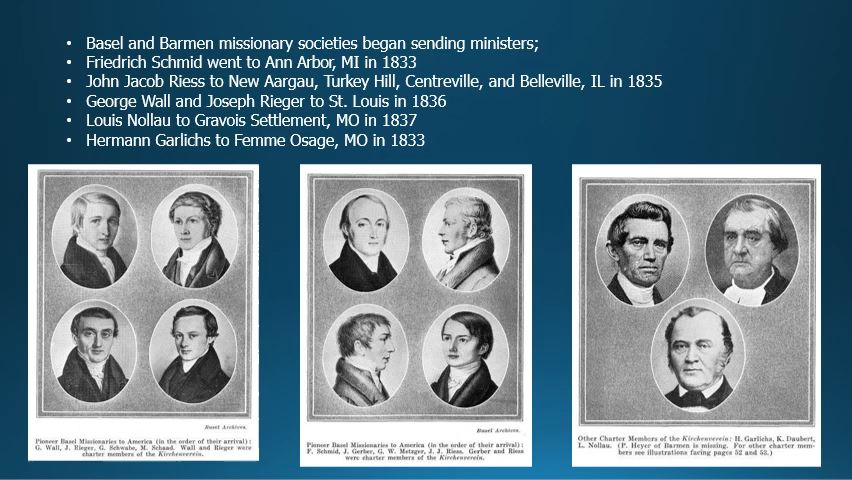 • Basel and Barmen missionary societies began sending ministers;
• Friedrich Schmid went to Ann Arbor, MI in 1833
• John Jacob Riess to New Aargau, Turkey Hill, Centreville, and Belleville, IL in 1835
• George Wall and Joseph Rieger to St. Louis in 1836
• Louis Nollau to Gravois Settlement, MO in 1837
• Hermann Garlichs to Femme Osage, MO in 1833
Basel Archives.
Pioneer Basel Missionaries to America (in the order of their arrival):
G. Wall, J. Rieger, G. Schwabe, M. Schaad. Wall and Rieger were
charter members of the Kirchenverein.
Basel Archives.
Pioneer Basel Missionaries to America (in the order of their arrival):
F. Schmid, J. Gerber, G. W. Metzger, J. J. Riess. Gerber and Riess
were charter members of the Kirchenverein.
Other Charter Members of the Kirchenverein: H. Garlichs, K. Daubert,
L. Nollau. (P. Heyer of Barmen is missing. For other charter mem-
bers see illustrations facing pages 52 and 53.)